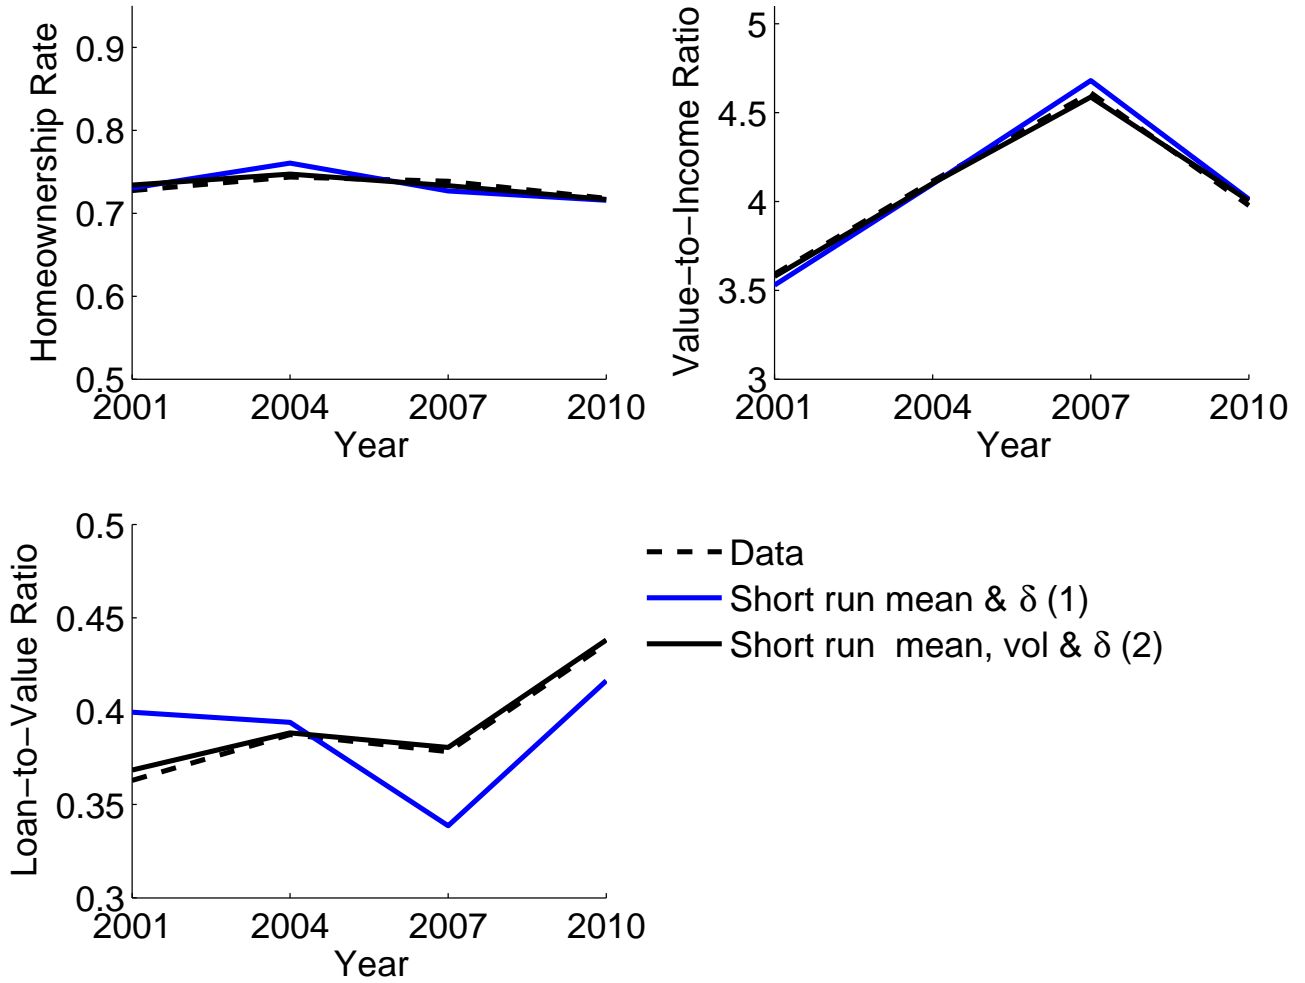 Homeownership Rate
0.9
0.8
0.7
0.6
0.5
2001 2004 2007 2010
Year
Value−to−Income Ratio
5
4.5
4
3.5
3
2001 2004 2007 2010
Year
Loan−to−Value Ratio
0.5
0.45
0.4
0.35
0.3
2001 2004 2007 2010
Year
Data
Short run mean & δ (1)
Short run  mean, vol & δ (2)